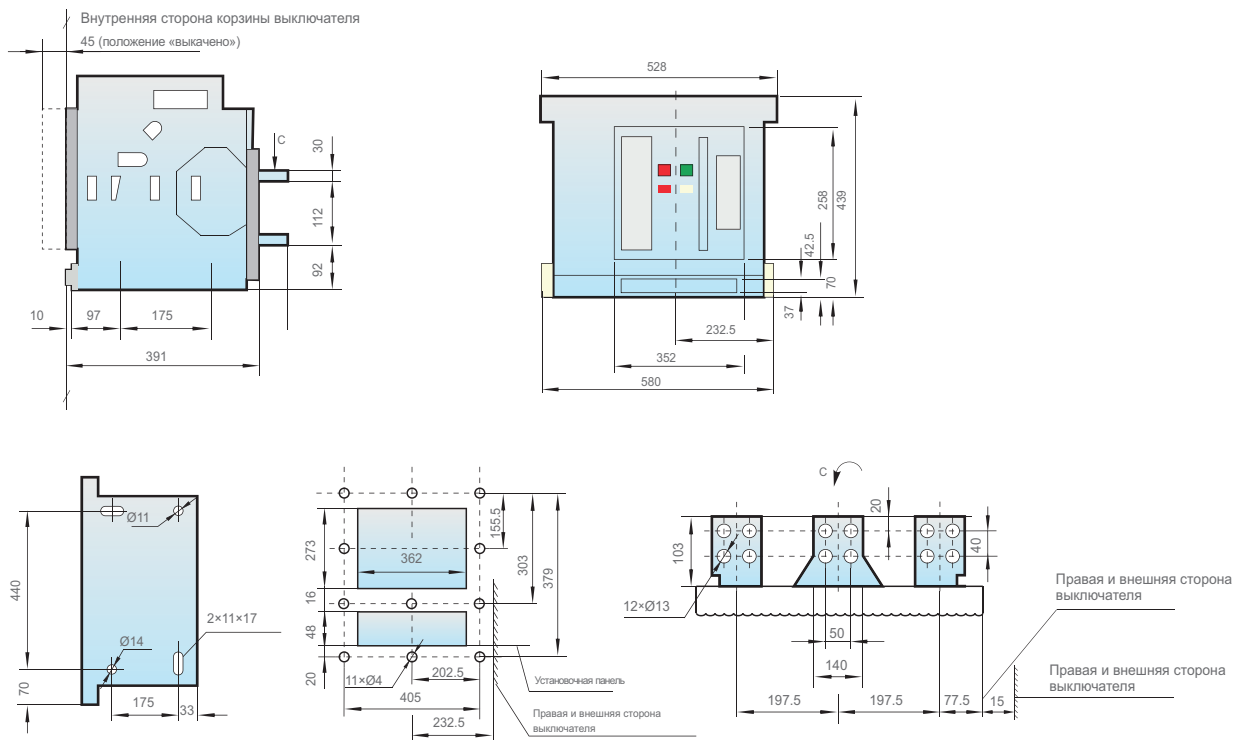 Внутренняя сторона корзины выключателя
45 (положение «выкачено»)
C
30
112
92
10
97
175
391
528
258
439
42.5
70
37
232.5
352
580
440
70
Ø11
2×11×17
Ø14
175
33
273
16
48
20
362
155.5
303
379
11×Ø4
202.5
405
232.5
Установочная панель
Правая и внешняя сторона
выключателя
C
20
103
40
12×Ø13
50
140
197.5
197.5
77.5
15
Правая и внешняя сторона
выключателя
Правая и внешняя сторона
выключателя